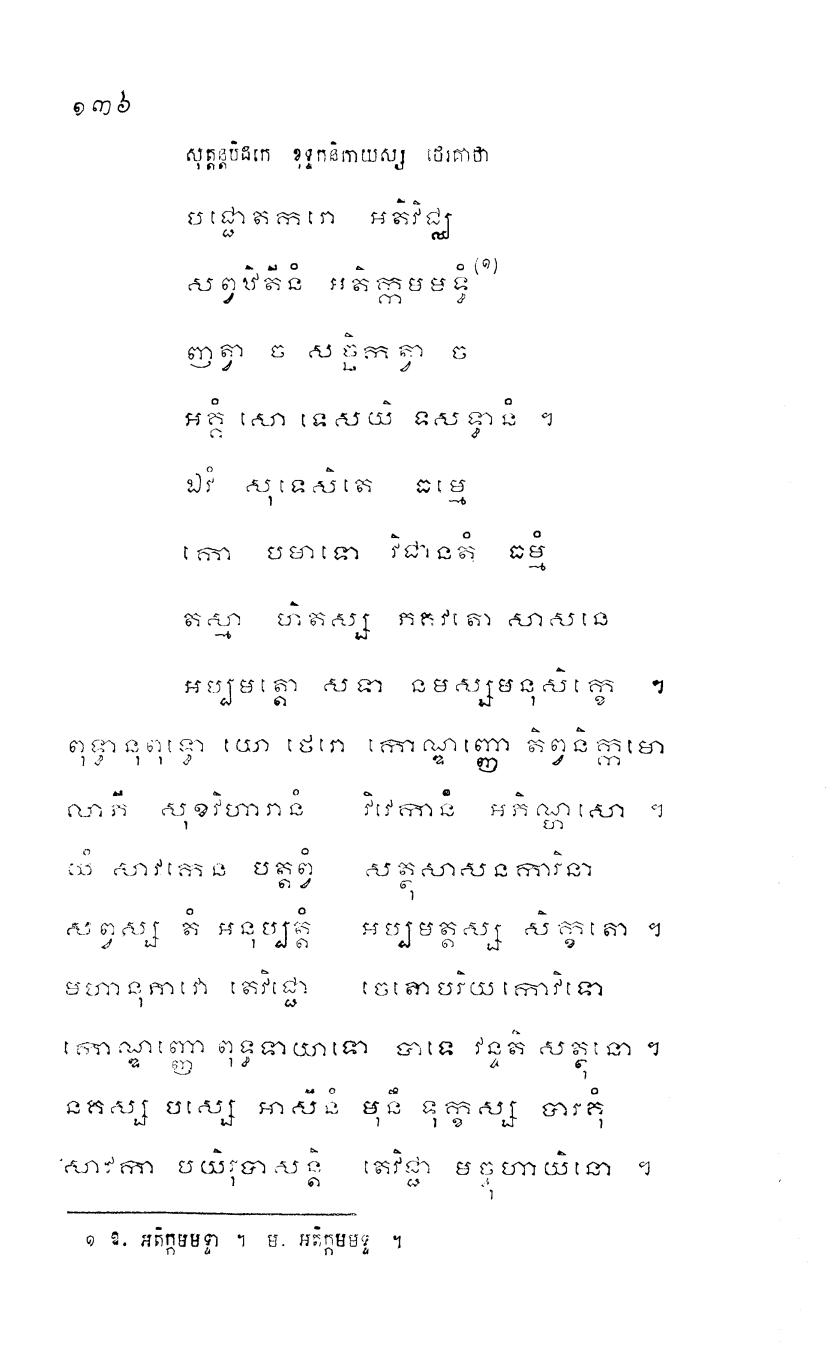 ១៣៦
សុត្តន្តបិដកេ ខុទ្ទកនិកាយស្ស ថេរគាថា
បជ្ជោតករោ អតិវិជ្ឈ
សព្វឋិតីនំ អតិក្កមមទ្ទំ(១)
ញត្វា ច សច្ឆិកត្វា ច
អគ្គំ សោ ទេសយិ ទសទ្ធានំ ។
ឯវំ សុទេសិតេ ធម្មេ
កោ បមាទោ វិជានតំ ធម្មំ
តស្មា ហិតស្ស ភគវតោ សាសនេ
អប្បមត្តោ សទា នមស្សមនុសិក្ខេ ។
ពុទ្ធានុពុទ្ធោ យោ ថេរោ កោណ្ឌញ្ញោ តិព្វនិក្កមោ
លាភី សុខវិហារានំ វិវេកានំ អភិណ្ហសោ ។
យំ សាវកេន បត្តព្វំ សត្ថុសាសនការិនា
សព្វស្ស តំ អនុប្បត្តំ អប្បមត្តស្ស សិក្ខតោ ។
មហានុភាវោ តេវិជ្ជោ ចេតោបរិយកោវិទោ
កោណ្ឌញ្ញោ ពុទ្ធទាយាទោ បាទេ វន្ទតិ សត្ថុនោ ។
នគស្ស បស្សេ អាសីនំ មុនឹ ទុក្ខស្ស បារគុំ
សាវកា បយិរុបាសន្តិ តេវិជ្ជា មច្ចុហាយិនោ ។
១ ឱ. អតិក្កមមទ្ទា ។ ម. អតិក្កមមទ្ទ ។